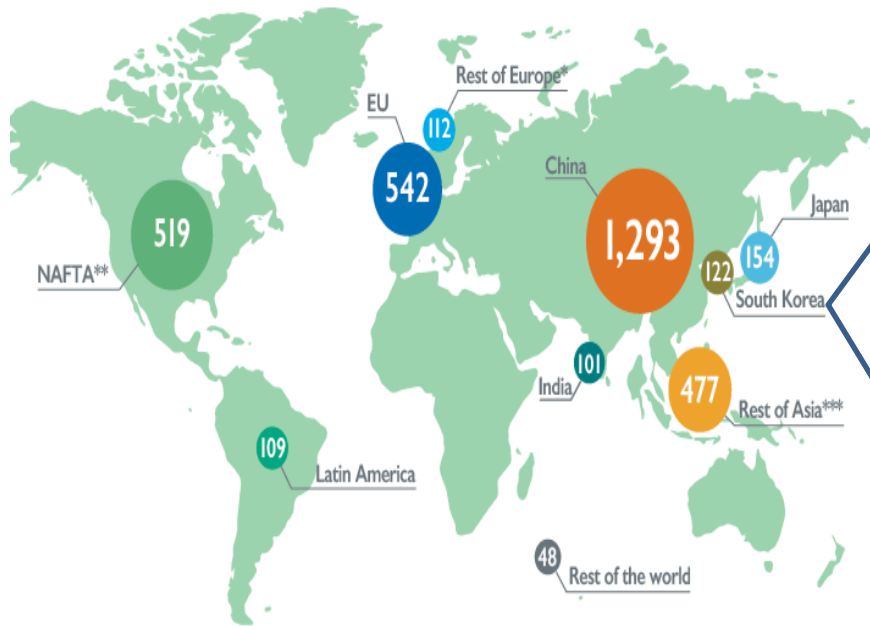 Rest of Europe*
EU
112
China
542
Japan
519
1,293
154
NAFTA**
122
South Korea
101
India
477
Rest of Asia***
109
Latin America
48
Rest of the world